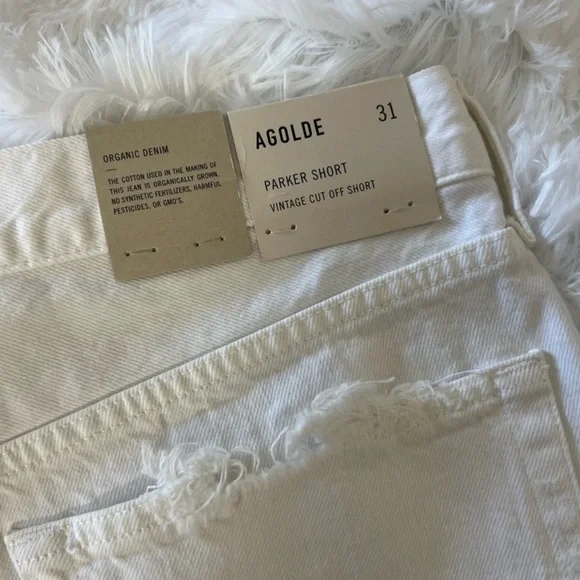 ORGANIC DENIM
THE COTTON USED IN THE MAKING OF
THIS JEAN IS ORGANICALLY GROWN,
NO SYNTHETIC FERTILIZERS, HARMFUL
PESTICIDES, OR GMO'S.
AGOLDE 31
PARKER SHORT
VINTAGE CUT OFF SHORT